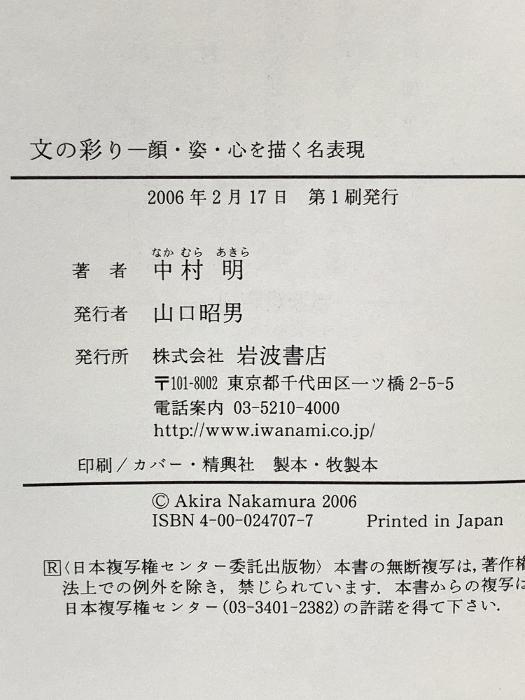 文の彩り―顔・姿・心を描く名表現
2006年2月17日 第1刷発行
なか むら あきら
著者 中村 明
発行者 山口昭男
発行所 株式会社 岩波書店
〒101-8002 東京都千代田区一ツ橋2-5-5
電話案内 03-5210-4000
http://www.iwanami.co.jp/
印刷/カバー・精興社 製本・牧製本
© Akira Nakamura 2006
ISBN 4-00-024707-7 Printed in Japan
R〈日本複写権センター委託出版物〉本書の無断複写は,著作権
法上での例外を除き,禁じられています.本書からの複写は
日本複写権センター(03-3401-2382)の許諾を得て下さい.